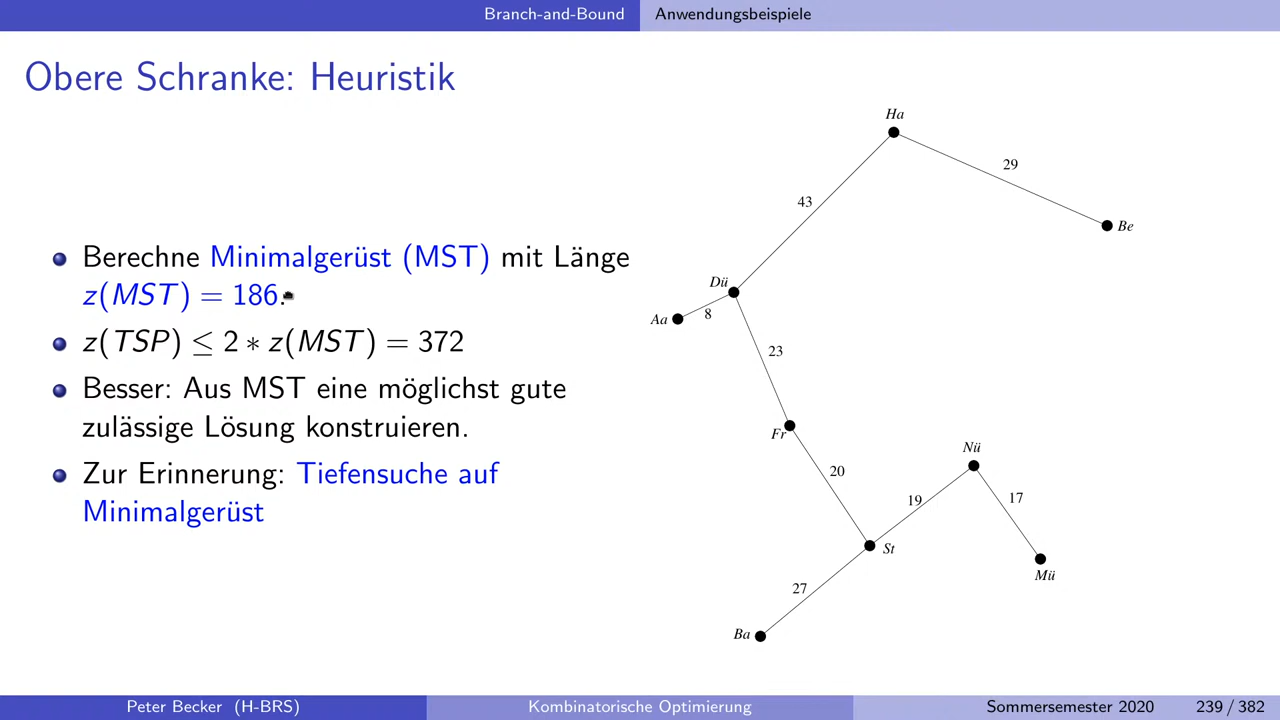 Branch-and-Bound Anwendungsbeispiele
Obere Schranke: Heuristik
Berechne Minimalgerüst (MST) mit Länge
z(MST) = 186.
z(TSP) ≤ 2 ∗ z(MST) = 372
Besser: Aus MST eine möglichst gute
zulässige Lösung konstruieren.
Zur Erinnerung: Tiefensuche auf
Minimalgerüst
Ha
29
43
Be
Dü
Aa
8
23
Fr
Nü
20
19
17
St
Mü
27
Ba
Peter Becker (H-BRS) Kombinatorische Optimierung Sommersemester 2020 239 / 382